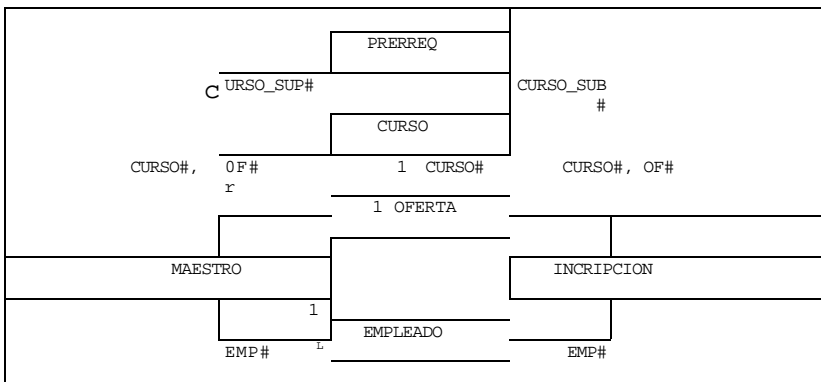 PRERREQ
CURSO_SUP#
CURSO_SUB
#
CURSO
CURSO#, 0F#
1 CURSO#
CURSO#, OF#
r
1 OFERTA
MAESTRO
INCRIPCION
1
EMPLEADO
L
EMP#
EMP#